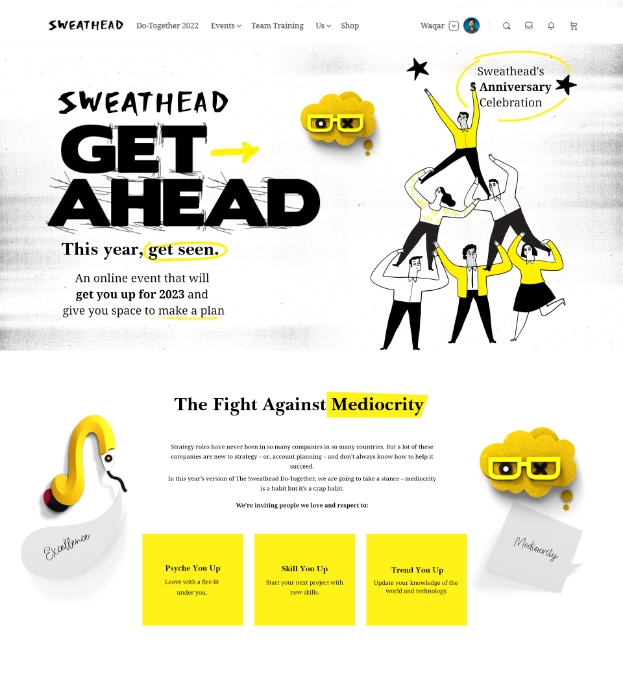 SWEATHEAD Do-Together 2022 Events Team Training Us Shop Waqar
Sweathead's
5 Anniversary
Celebration
SWEATHEAD
GET
AHEAD
This year, get seen.
An online event that will
get you up for 2023 and
give you space to make a plan
The Fight Against Mediocrity
Strategy roles have never been in so many companies in so many countries. But a lot of these
companies are new to strategy – or, account planning – and don't always know how to help it
succeed.
In this year's version of The Sweathead Do-Together, we are going to take a stance – mediocrity
is a habit but it's a crap habit.
We're inviting people we love and respect to:
Excellence
Mediocrity
Psyche You Up
Leave with a fire lit
under you.
Skill You Up
Start your next project with
new skills.
Trend You Up
Update your knowledge of the
world and technology.